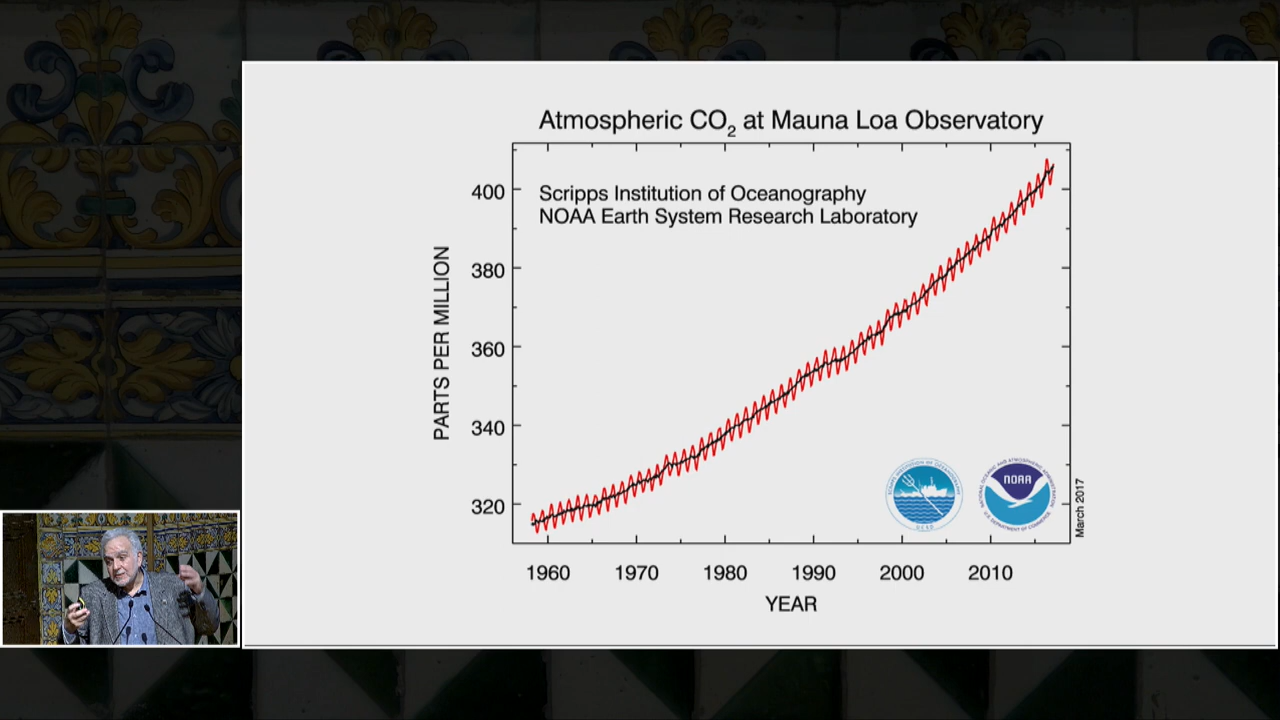 Atmospheric CO₂ at Mauna Loa Observatory
Scripps Institution of Oceanography
NOAA Earth System Research Laboratory
PARTS PER MILLION
400
380
360
340
320
1960 1970 1980 1990 2000 2010
YEAR
NOAA
March 2017